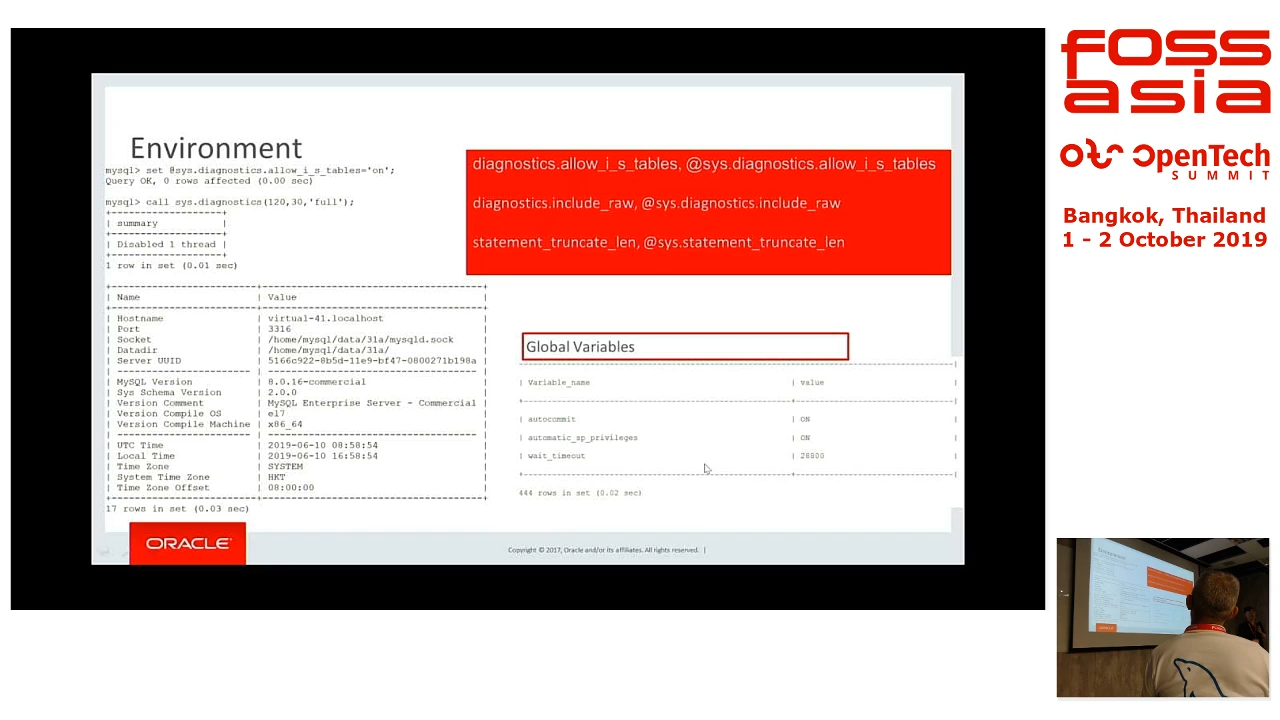 Environment
mysql> set @sys.diagnostics.allow_i_s_tables='on';
Query OK, 0 rows affected (0.00 sec)
mysql> call sys.diagnostics(120,30,'full');
+-------------------+
| summary |
+-------------------+
| Disabled 1 thread |
+-------------------+
1 row in set (0.01 sec)
| Name | Value |
| Hostname | virtual-41.localhost |
| Port | 3316 |
| Socket | /home/mysql/data/31a/mysqld.sock |
| Datadir | /home/mysql/data/31a/ |
| Server UUID | 5166c922-8b5d-11e9-bf47-0800271b198a |
| MySQL Version | 8.0.16-commercial |
| Sys Schema Version | 2.0.0 |
| Version Comment | MySQL Enterprise Server - Commercial |
| Version Compile OS | el7 |
| Version Compile Machine | x86_64 |
| UTC Time | 2019-06-10 08:58:54 |
| Local Time | 2019-06-10 16:58:54 |
| Time Zone | SYSTEM |
| System Time Zone | HKT |
| Time Zone Offset | 08:00:00 |
17 rows in set (0.03 sec)
diagnostics.allow_i_s_tables, @sys.diagnostics.allow_i_s_tables
diagnostics.include_raw, @sys.diagnostics.include_raw
statement_truncate_len, @sys.statement_truncate_len
Global Variables
| Variable_name | value |
| autocommit | ON
| automatic_sp_privileges | ON
| wait_timeout | 28800
444 rows in set (0.02 sec)
ORACLE
Copyright © 2017, Oracle and/or its affiliates. All rights reserved. |
FOSS
asia
OpenTech
SUMMIT
Bangkok, Thailand
1 - 2 October 2019